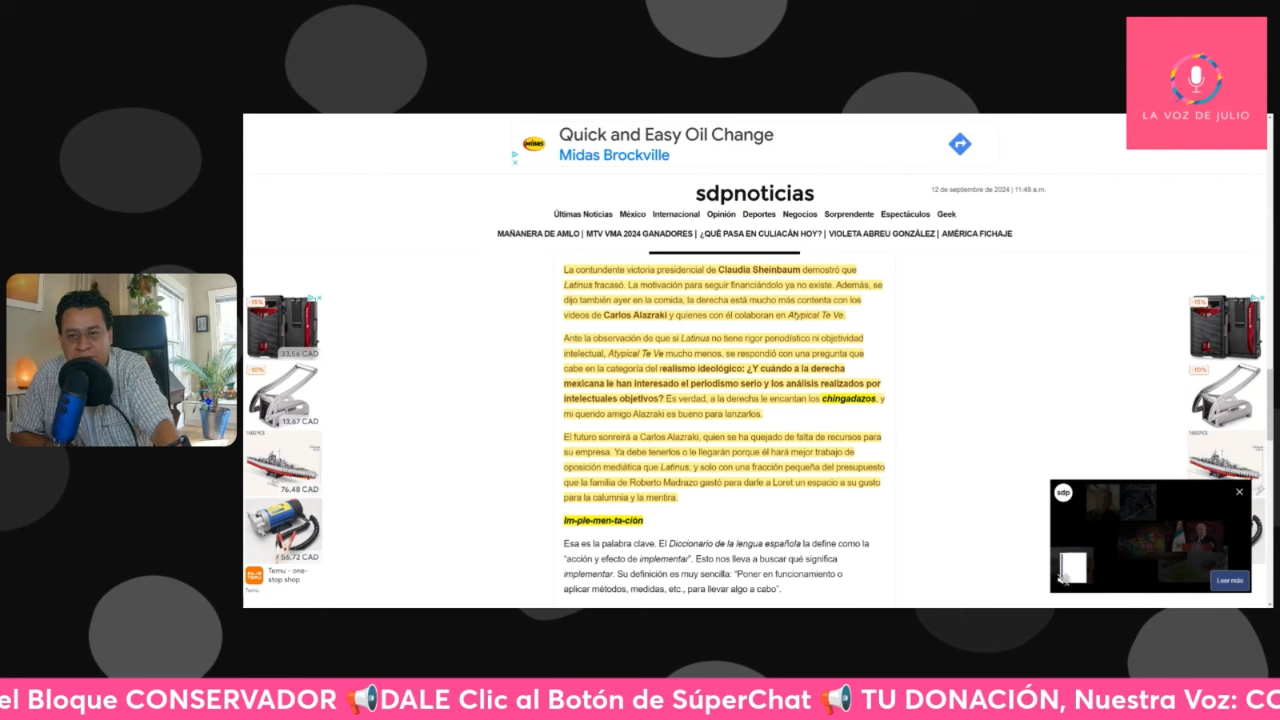 LA VOZ DE JULIO
Quick and Easy Oil Change
MIDAS
Midas Brockville
sdpnoticias
12 de septiembre de 2024 | 11:48 a.m.
Últimas Noticias México Internacional Opinión Deportes Negocios Sorprendente Espectáculos Geek
MAÑANERA DE AMLO | MTV VMA 2024 GANADORES | ¿QUÉ PASA EN CULIACÁN HOY? | VIOLETA ABREU GONZÁLEZ | AMÉRICA FICHAJE
La contundente victoria presidencial de Claudia Sheinbaum demostró que
Latinus fracasó. La motivación para seguir financiándolo ya no existe. Además, se
dijo también ayer en la comida, la derecha está mucho más contenta con los
videos de Carlos Alazraki y quienes con él colaboran en Atypical Te Ve.
Ante la observación de que si Latinus no tiene rigor periodístico ni objetividad
intelectual, Atypical Te Ve mucho menos, se respondió con una pregunta que
cabe en la categoría del realismo ideológico: ¿Y cuándo a la derecha
mexicana le han interesado el periodismo serio y los análisis realizados por
intelectuales objetivos? Es verdad, a la derecha le encantan los chingadazos, y
mi querido amigo Alazraki es bueno para lanzarlos.
El futuro sonreirá a Carlos Alazraki, quien se ha quejado de falta de recursos para
su empresa. Ya debe tenerlos o le llegarán porque él hará mejor trabajo de
oposición mediática que Latinus, y solo con una fracción pequeña del presupuesto
que la familia de Roberto Madrazo gastó para darle a Loret un espacio a su gusto
para la calumnia y la mentira.
Im-ple-men-ta-ción
Esa es la palabra clave. El Diccionario de la lengua española la define como la
“acción y efecto de implementar”. Esto nos lleva a buscar qué significa
implementar. Su definición es muy sencilla: “Poner en funcionamiento o
aplicar métodos, medidas, etc., para llevar algo a cabo”.
-15%
33,56 CAD
-10%
13,67 CAD
76,48 CAD
56,72 CAD
Temu - one-
stop shop
Temu
-15%
-10%
sdp
Leer más
el Bloque CONSERVADOR 📢DALE Clic al Botón de SúperChat 📢 TU DONACIÓN, Nuestra Voz: CO